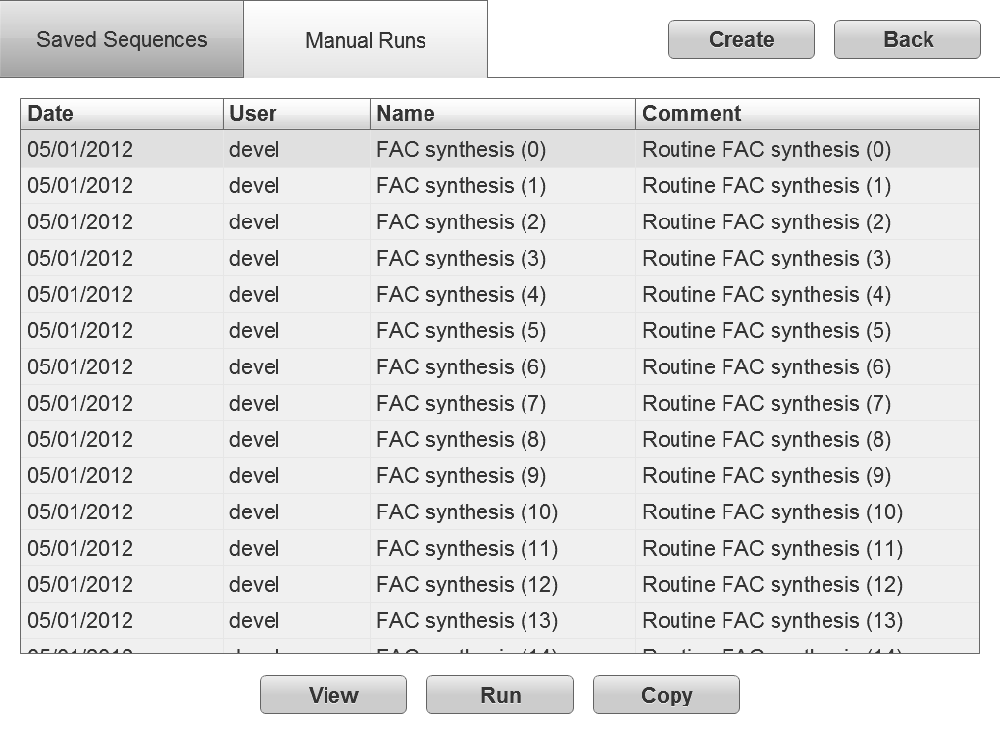 Saved Sequences Manual Runs Create Back
Date User Name Comment
05/01/2012 devel FAC synthesis (0) Routine FAC synthesis (0)
05/01/2012 devel FAC synthesis (1) Routine FAC synthesis (1)
05/01/2012 devel FAC synthesis (2) Routine FAC synthesis (2)
05/01/2012 devel FAC synthesis (3) Routine FAC synthesis (3)
05/01/2012 devel FAC synthesis (4) Routine FAC synthesis (4)
05/01/2012 devel FAC synthesis (5) Routine FAC synthesis (5)
05/01/2012 devel FAC synthesis (6) Routine FAC synthesis (6)
05/01/2012 devel FAC synthesis (7) Routine FAC synthesis (7)
05/01/2012 devel FAC synthesis (8) Routine FAC synthesis (8)
05/01/2012 devel FAC synthesis (9) Routine FAC synthesis (9)
05/01/2012 devel FAC synthesis (10) Routine FAC synthesis (10)
05/01/2012 devel FAC synthesis (11) Routine FAC synthesis (11)
05/01/2012 devel FAC synthesis (12) Routine FAC synthesis (12)
05/01/2012 devel FAC synthesis (13) Routine FAC synthesis (13)
View Run Copy